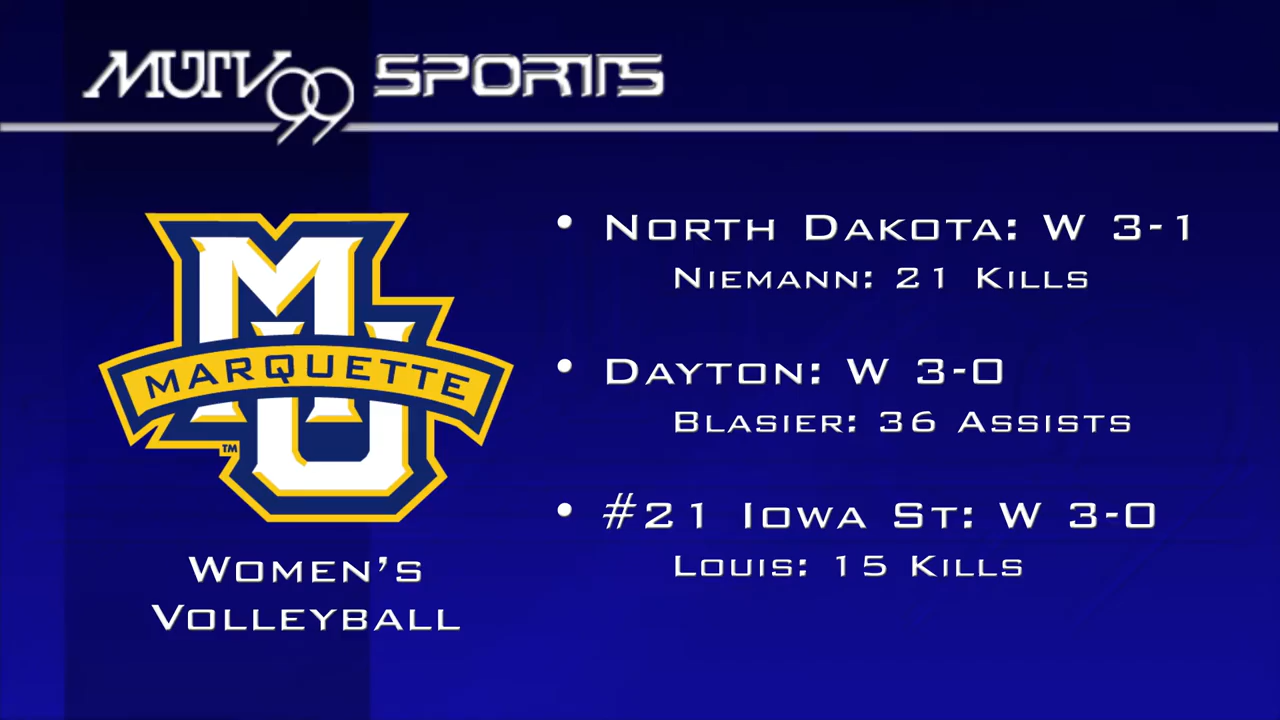 MUTV99 SPORTS
MARQUETTE
TM
WOMEN'S
VOLLEYBALL
• NORTH DAKOTA: W 3-1
NIEMANN: 21 KILLS
• DAYTON: W 3-0
BLASIER: 36 ASSISTS
• #21 IOWA ST: W 3-0
LOUIS: 15 KILLS